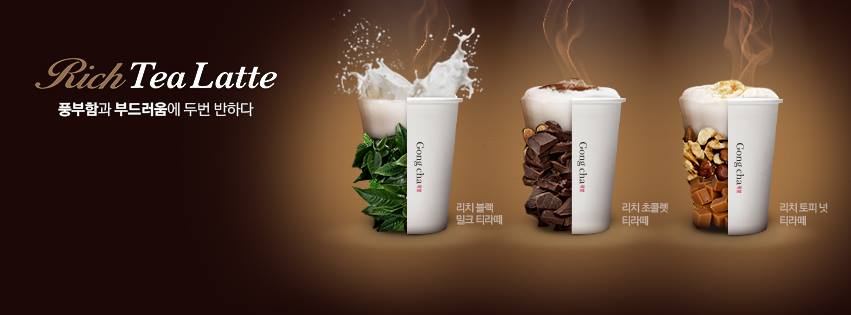 Rich Tea Latte
풍부함과 부드러움에 두번 반하다
Gong cha
리치 블랙
밀크 티라떼
Gong cha
리치 초콜렛
티라떼
Gong cha
리치 토피 넛
티라떼